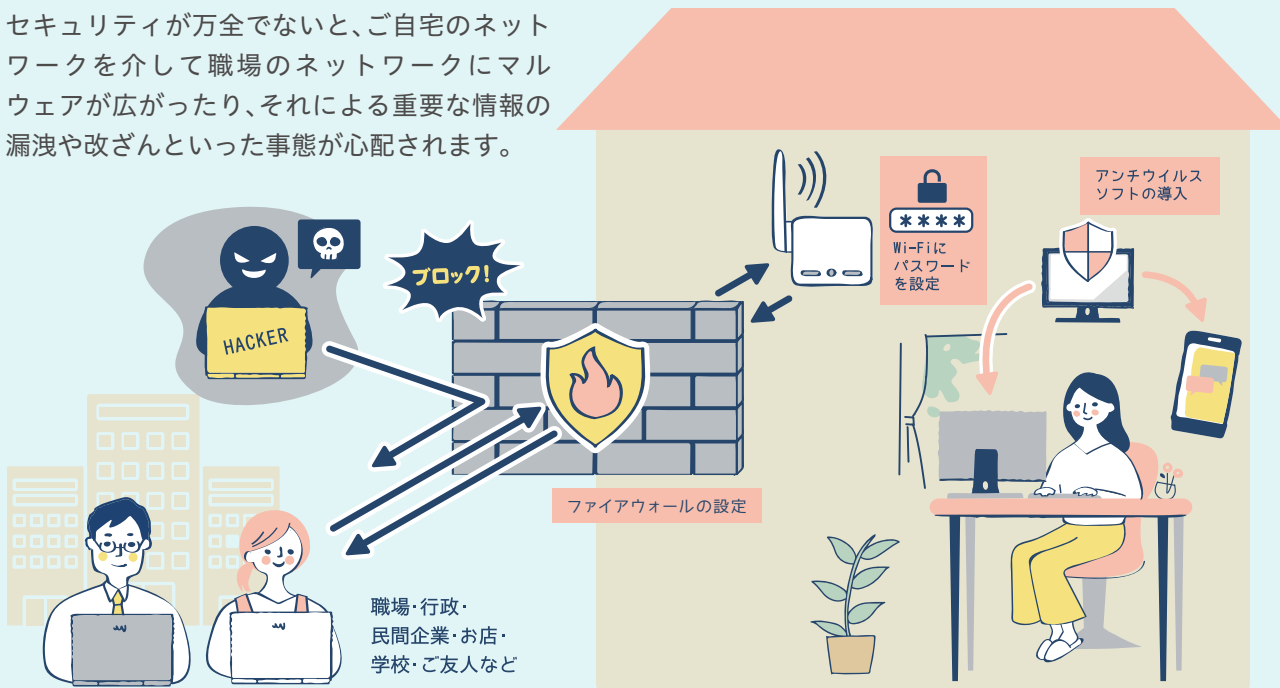 セキュリティが万全でないと、ご自宅のネット
ワークを介して職場のネットワークにマル
ウェアが広がったり、それによる重要な情報の
漏洩や改ざんといった事態が心配されます。
アンチウイルス
ソフトの導入
****
Wi-Fiに
パスワード
を設定
ブロック!
HACKER
ファイアウォールの設定
職場・行政・
民間企業・お店・
学校・ご友人など